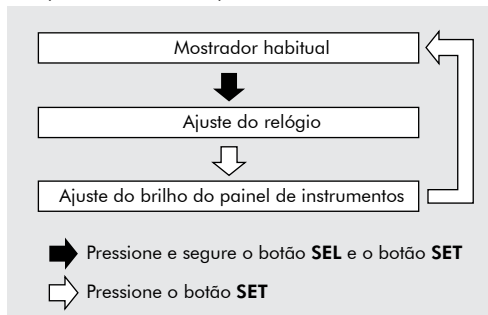 Mostrador habitual
Ajuste do relógio
Ajuste do brilho do painel de instrumentos
Pressione e segure o botão SEL e o botão SET
Pressione o botão SET